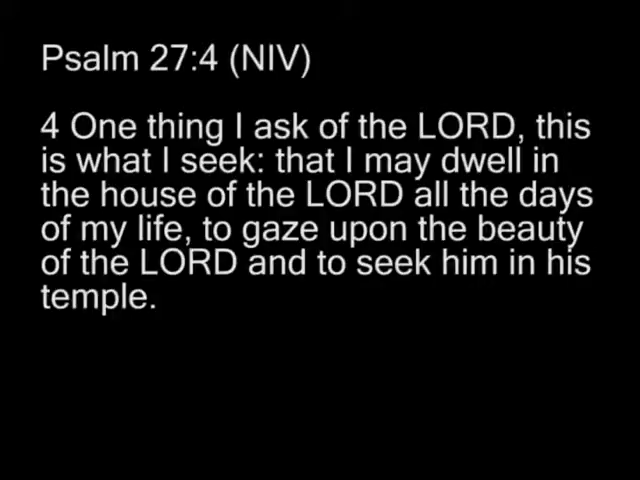 Psalm 27:4 (NIV)
4 One thing I ask of the LORD, this
is what I seek: that I may dwell in
the house of the LORD all the days
of my life, to gaze upon the beauty
of the LORD and to seek him in his
temple.